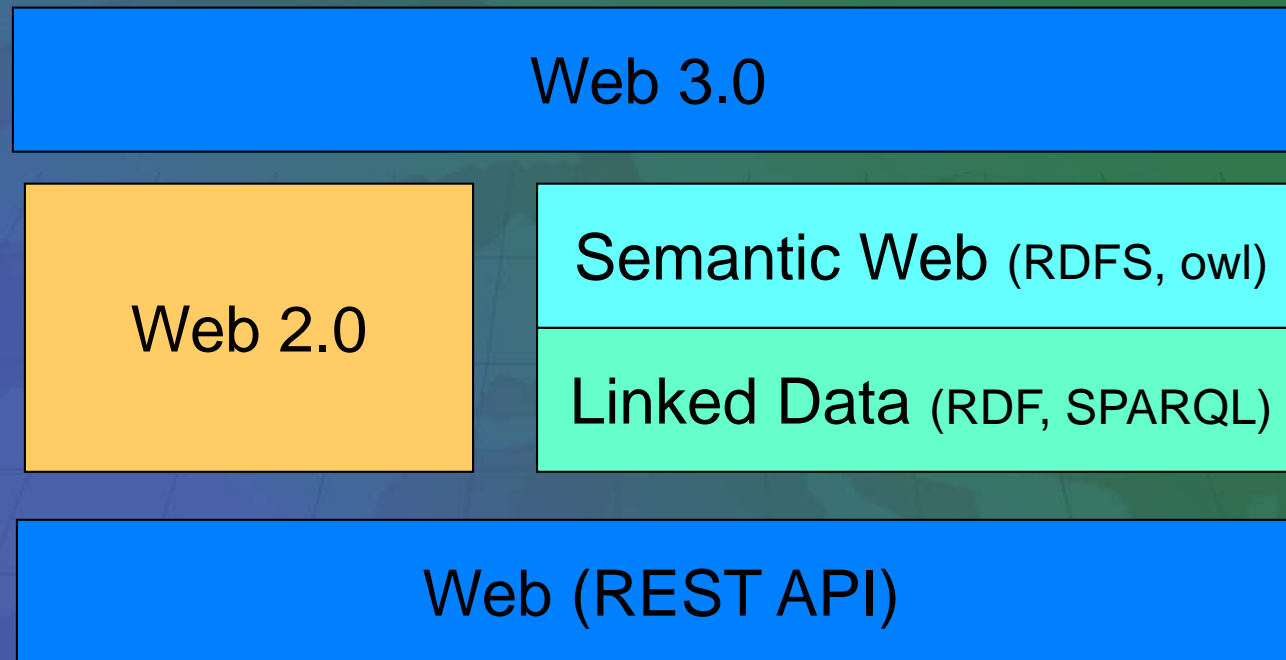 Web 3.0
Web 2.0
Semantic Web (RDFS, owl)
Linked Data (RDF, SPARQL)
Web (REST API)